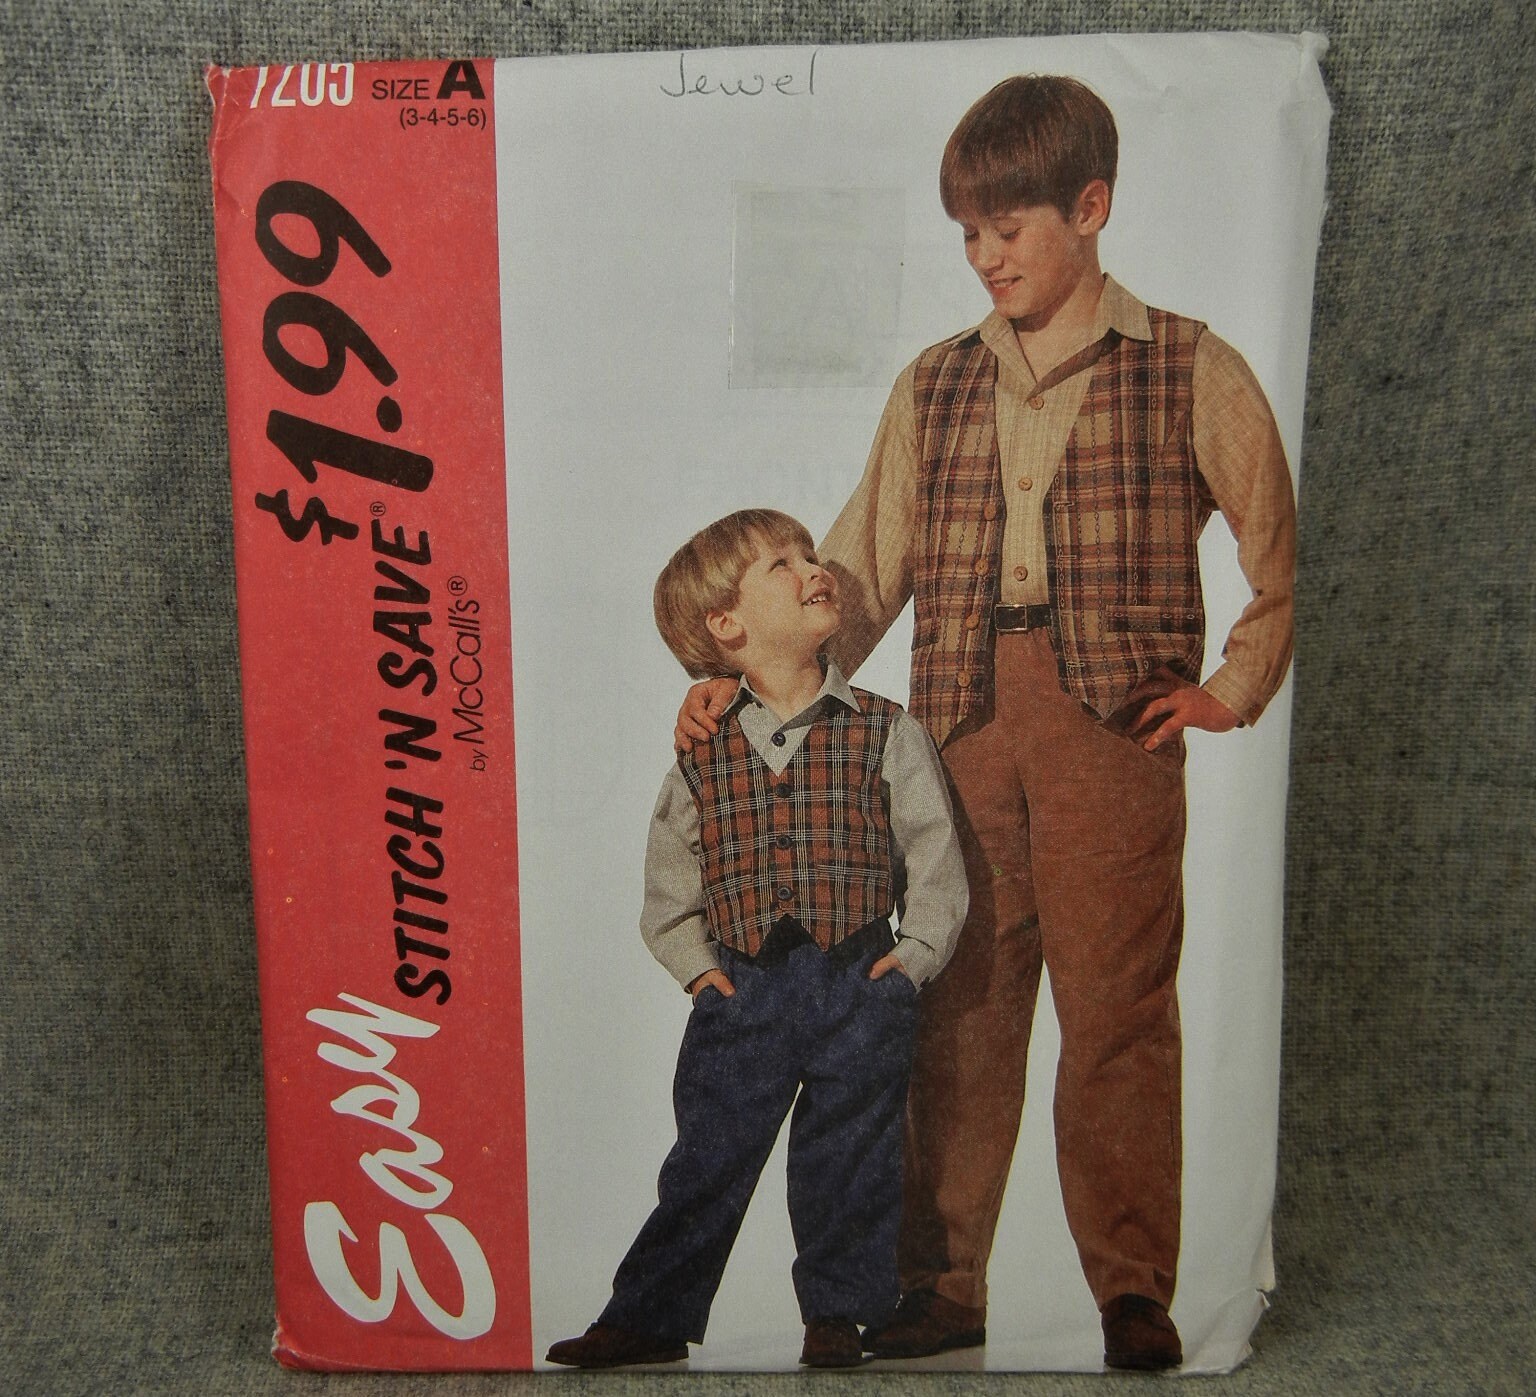 7205 SIZE A
(3-4-5-6)
Jewel
$1.99
Easy
STITCH 'N SAVE®
by McCall's®